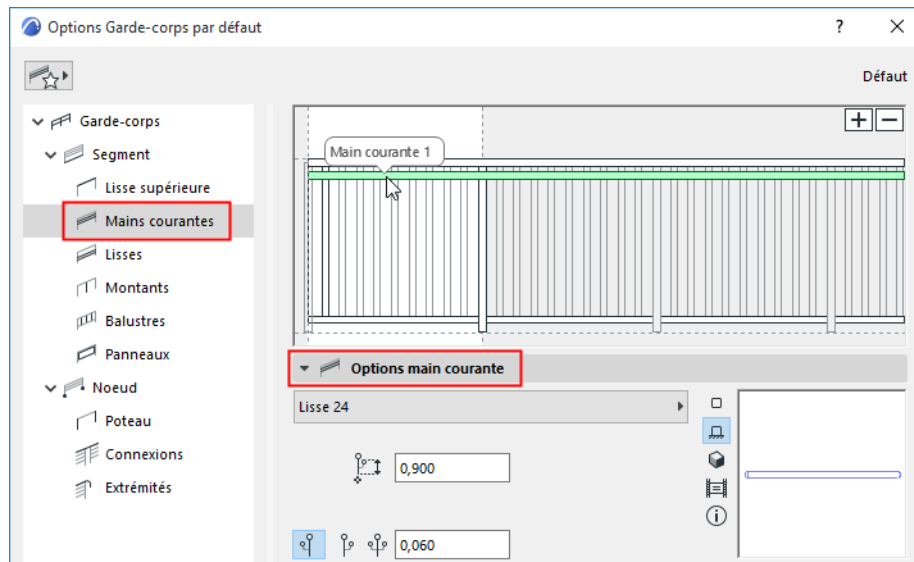 Options Garde-corps par défaut
?
Défaut
Garde-corps
Segment
Lisse supérieure
Mains courantes
Lisses
Montants
Balustres
Panneaux
Noeud
Poteau
Connexions
Extrémités
Main courante 1
Options main courante
Lisse 24
0,900
0,060